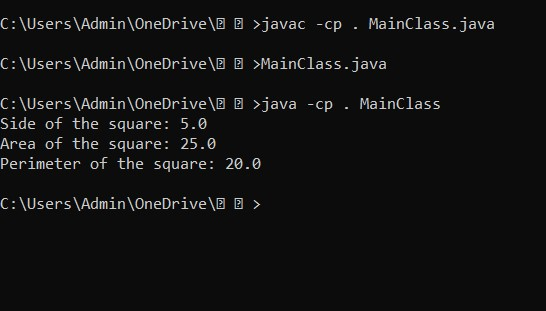 C:\Users\Admin\OneDrive\ >javac -cp . MainClass.java
C:\Users\Admin\OneDrive\ >MainClass.java
C:\Users\Admin\OneDrive\ >java -cp . MainClass
Side of the square: 5.0
Area of the square: 25.0
Perimeter of the square: 20.0
C:\Users\Admin\OneDrive\ >